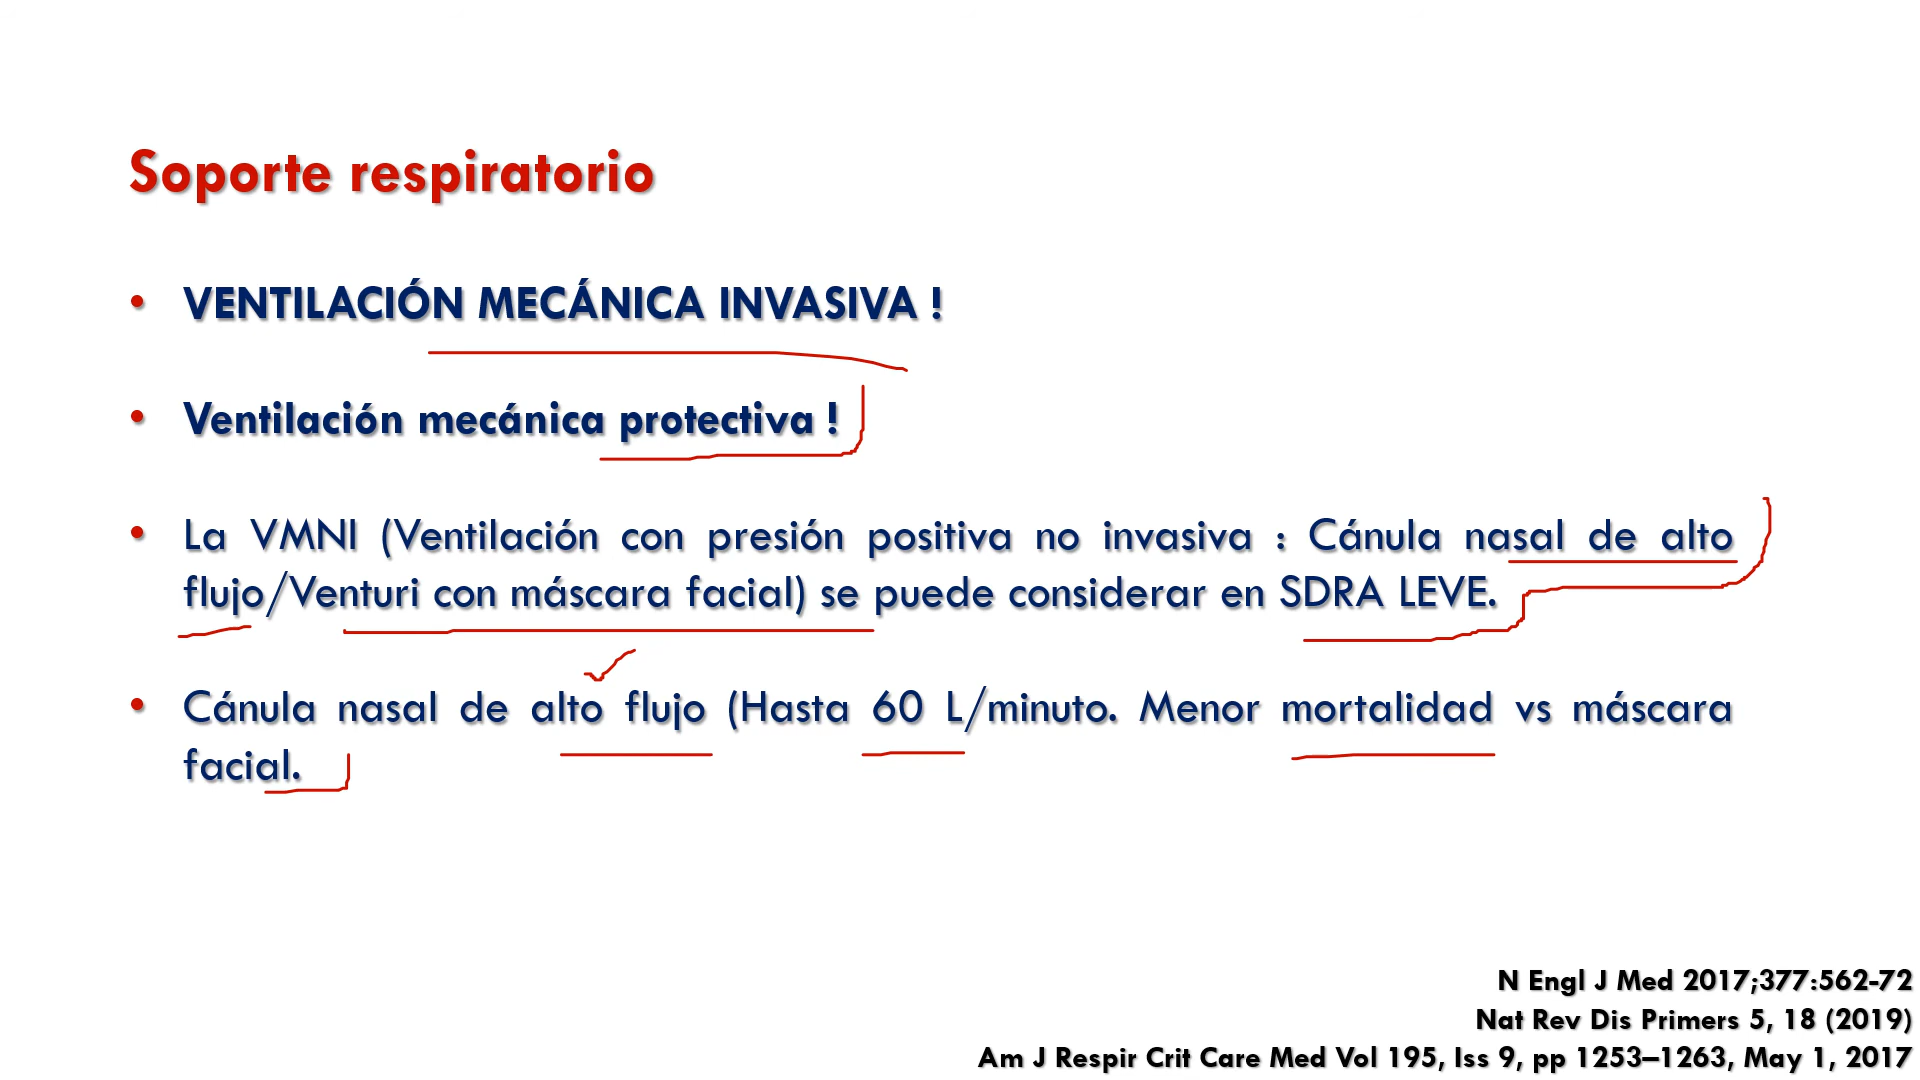 Soporte respiratorio
• VENTILACIÓN MECÁNICA INVASIVA !
• Ventilación mecánica protectiva !
• La VMNI (Ventilación con presión positiva no invasiva : Cánula nasal de alto
flujo/Venturi con máscara facial) se puede considerar en SDRA LEVE.
• Cánula nasal de alto flujo (Hasta 60 L/minuto. Menor mortalidad vs máscara
facial.
N Engl J Med 2017;377:562-72
Nat Rev Dis Primers 5, 18 (2019)
Am J Respir Crit Care Med Vol 195, Iss 9, pp 1253–1263, May 1, 2017